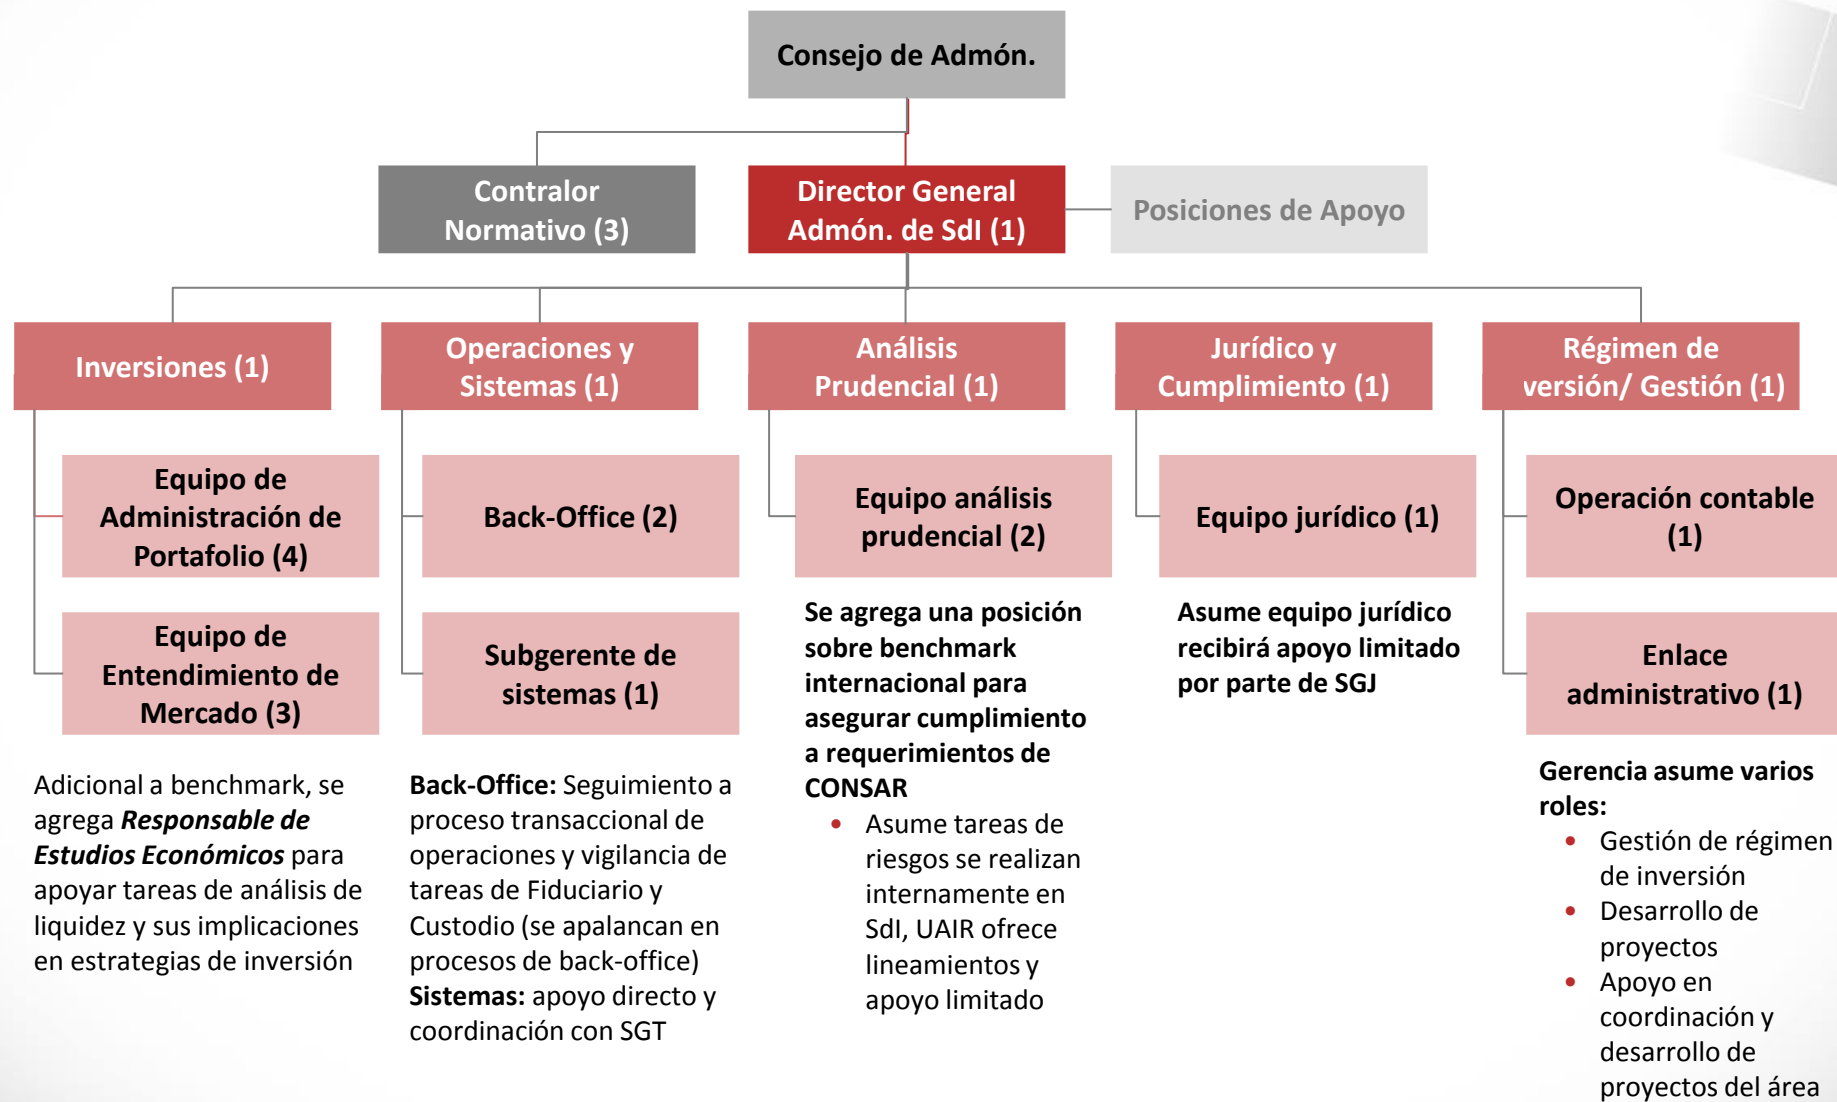 Consejo de Admón.
Contralor
Normativo (3)
Director General
Admón. de SdI (1)
Posiciones de Apoyo
Inversiones (1)
Operaciones y
Sistemas (1)
Análisis
Prudencial (1)
Jurídico y
Cumplimiento (1)
Régimen de
versión/ Gestión (1)
Equipo de
Administración de
Portafolio (4)
Equipo de
Entendimiento de
Mercado (3)
Adicional a benchmark, se
agrega Responsable de
Estudios Económicos para
apoyar tareas de análisis de
liquidez y sus implicaciones
en estrategias de inversión
Back-Office (2)
Subgerente de
sistemas (1)
Back-Office: Seguimiento a
proceso transaccional de
operaciones y vigilancia de
tareas de Fiduciario y
Custodio (se apalancan en
procesos de back-office)
Sistemas: apoyo directo y
coordinación con SGT
Equipo análisis
prudencial (2)
Se agrega una posición
sobre benchmark
internacional para
asegurar cumplimiento
a requerimientos de
CONSAR
• Asume tareas de
riesgos se realizan
internamente en
SdI, UAIR ofrece
lineamientos y
apoyo limitado
Equipo jurídico (1)
Asume equipo jurídico
recibirá apoyo limitado
por parte de SGJ
Operación contable
(1)
Enlace
administrativo (1)
Gerencia asume varios
roles:
• Gestión de régimen
de inversión
• Desarrollo de
proyectos
• Apoyo en
coordinación y
desarrollo de
proyectos del área